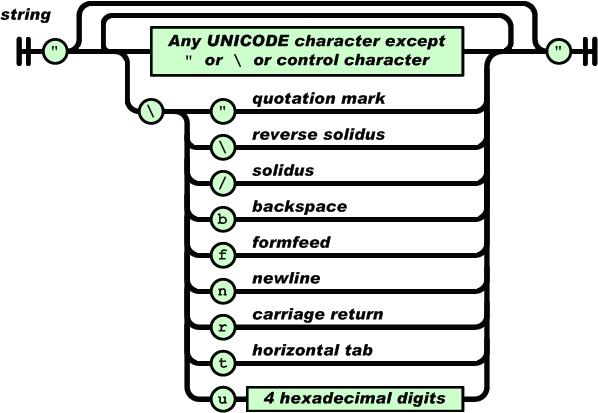 string
" Any UNICODE character except "
" or \ or control character
\ " quotation mark
\ reverse solidus
/ solidus
b backspace
f formfeed
n newline
r carriage return
t horizontal tab
u 4 hexadecimal digits